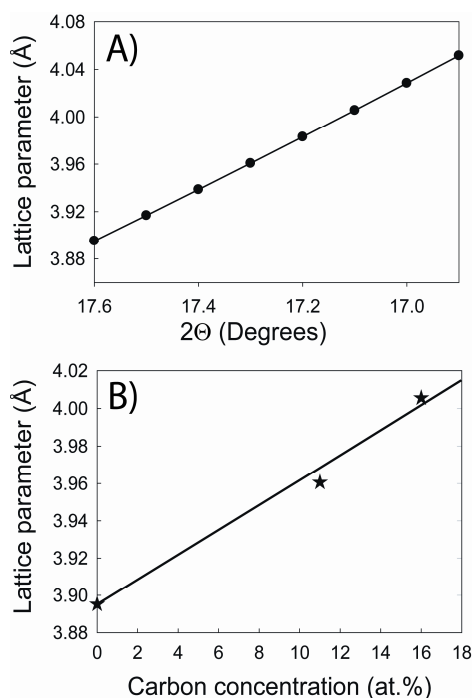 A)
Lattice parameter (Å)
4.08
4.04
4.00
3.96
3.92
3.88
17.6 17.4 17.2 17.0
2Θ (Degrees)
B)
Lattice parameter (Å)
4.02
4.00
3.98
3.96
3.94
3.92
3.90
3.88
0 2 4 6 8 10 12 14 16 18
Carbon concentration (at.%)